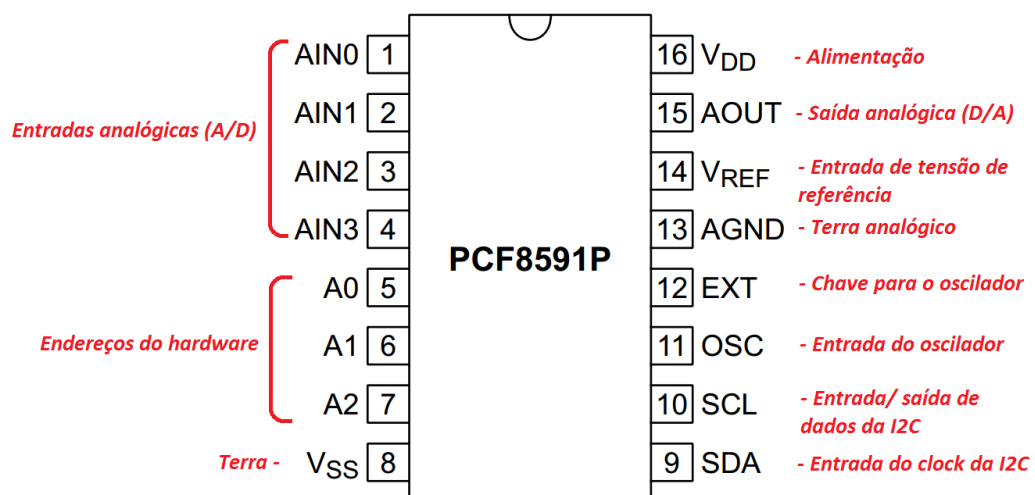 Entradas analógicas (A/D)
AIN0 1
AIN1 2
AIN2 3
AIN3 4
Endereços do hardware
A0 5
A1 6
A2 7
Terra - VSS 8
PCF8591P
16 VDD - Alimentação
15 AOUT - Saída analógica (D/A)
14 VREF - Entrada de tensão de
referência
13 AGND - Terra analógico
12 EXT - Chave para o oscilador
11 OSC - Entrada do oscilador
10 SCL - Entrada/ saída de
dados da I2C
9 SDA - Entrada do clock da I2C